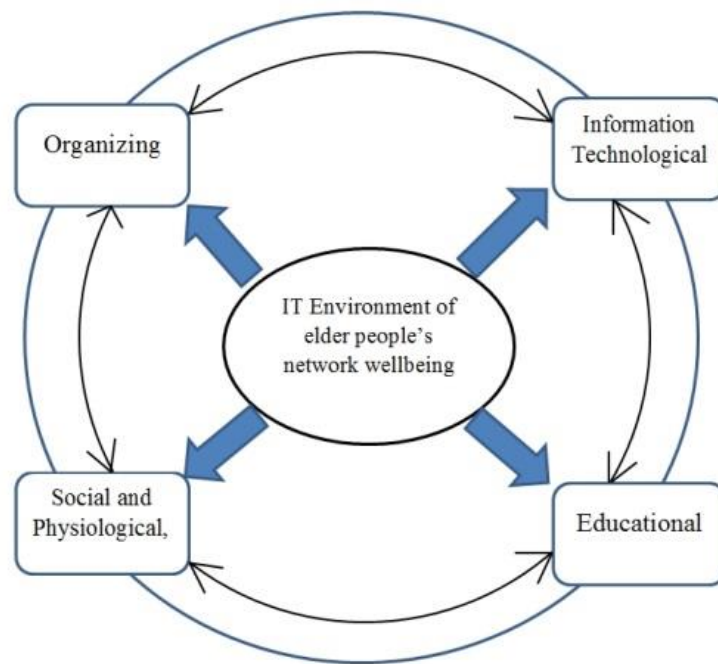 Organizing
Information
Technological
IT Environment of
elder people's
network wellbeing
Social and
Physiological,
Educational